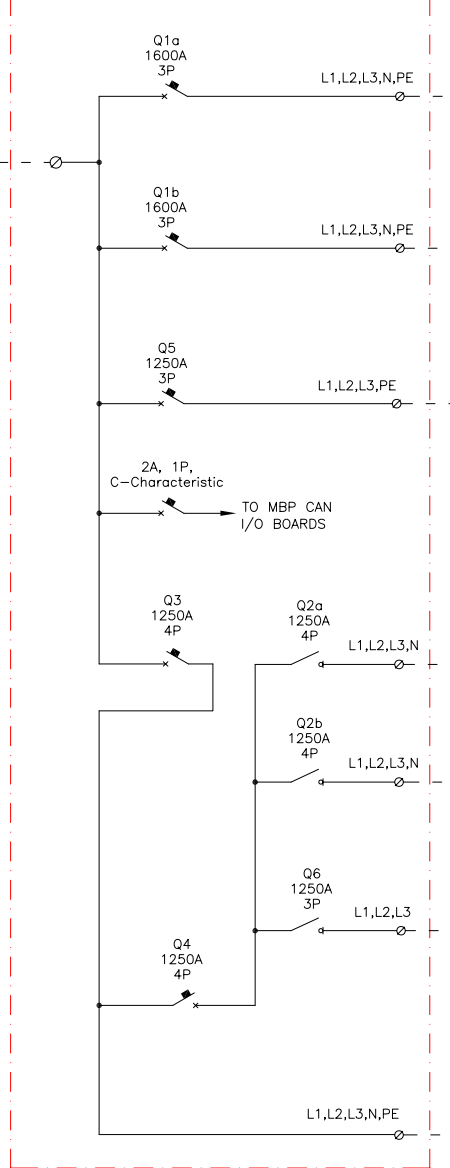 Q1a
1600A
3P
L1,L2,L3,N,PE
Q1b
1600A
3P
L1,L2,L3,N,PE
Q5
1250A
3P
L1,L2,L3,PE
2A, 1P,
C-Characteristic
TO MBP CAN
I/O BOARDS
Q3
1250A
4P
Q2a
1250A
4P
L1,L2,L3,N
Q2b
1250A
4P
L1,L2,L3,N
Q6
1250A
3P
L1,L2,L3
Q4
1250A
4P
L1,L2,L3,N,PE